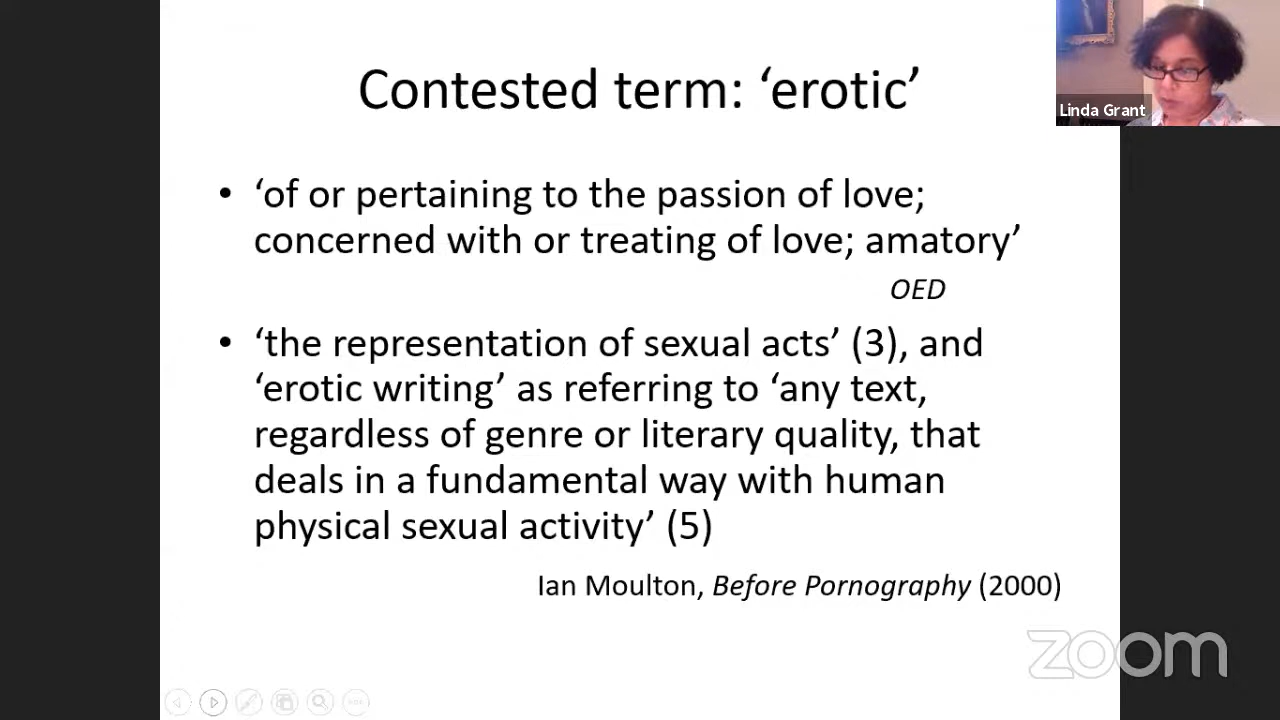 Contested term: ‘erotic’
Linda Grant
• ‘of or pertaining to the passion of love;
concerned with or treating of love; amatory’
OED
• ‘the representation of sexual acts’ (3), and
‘erotic writing’ as referring to ‘any text,
regardless of genre or literary quality, that
deals in a fundamental way with human
physical sexual activity’ (5)
Ian Moulton, Before Pornography (2000)
zoom